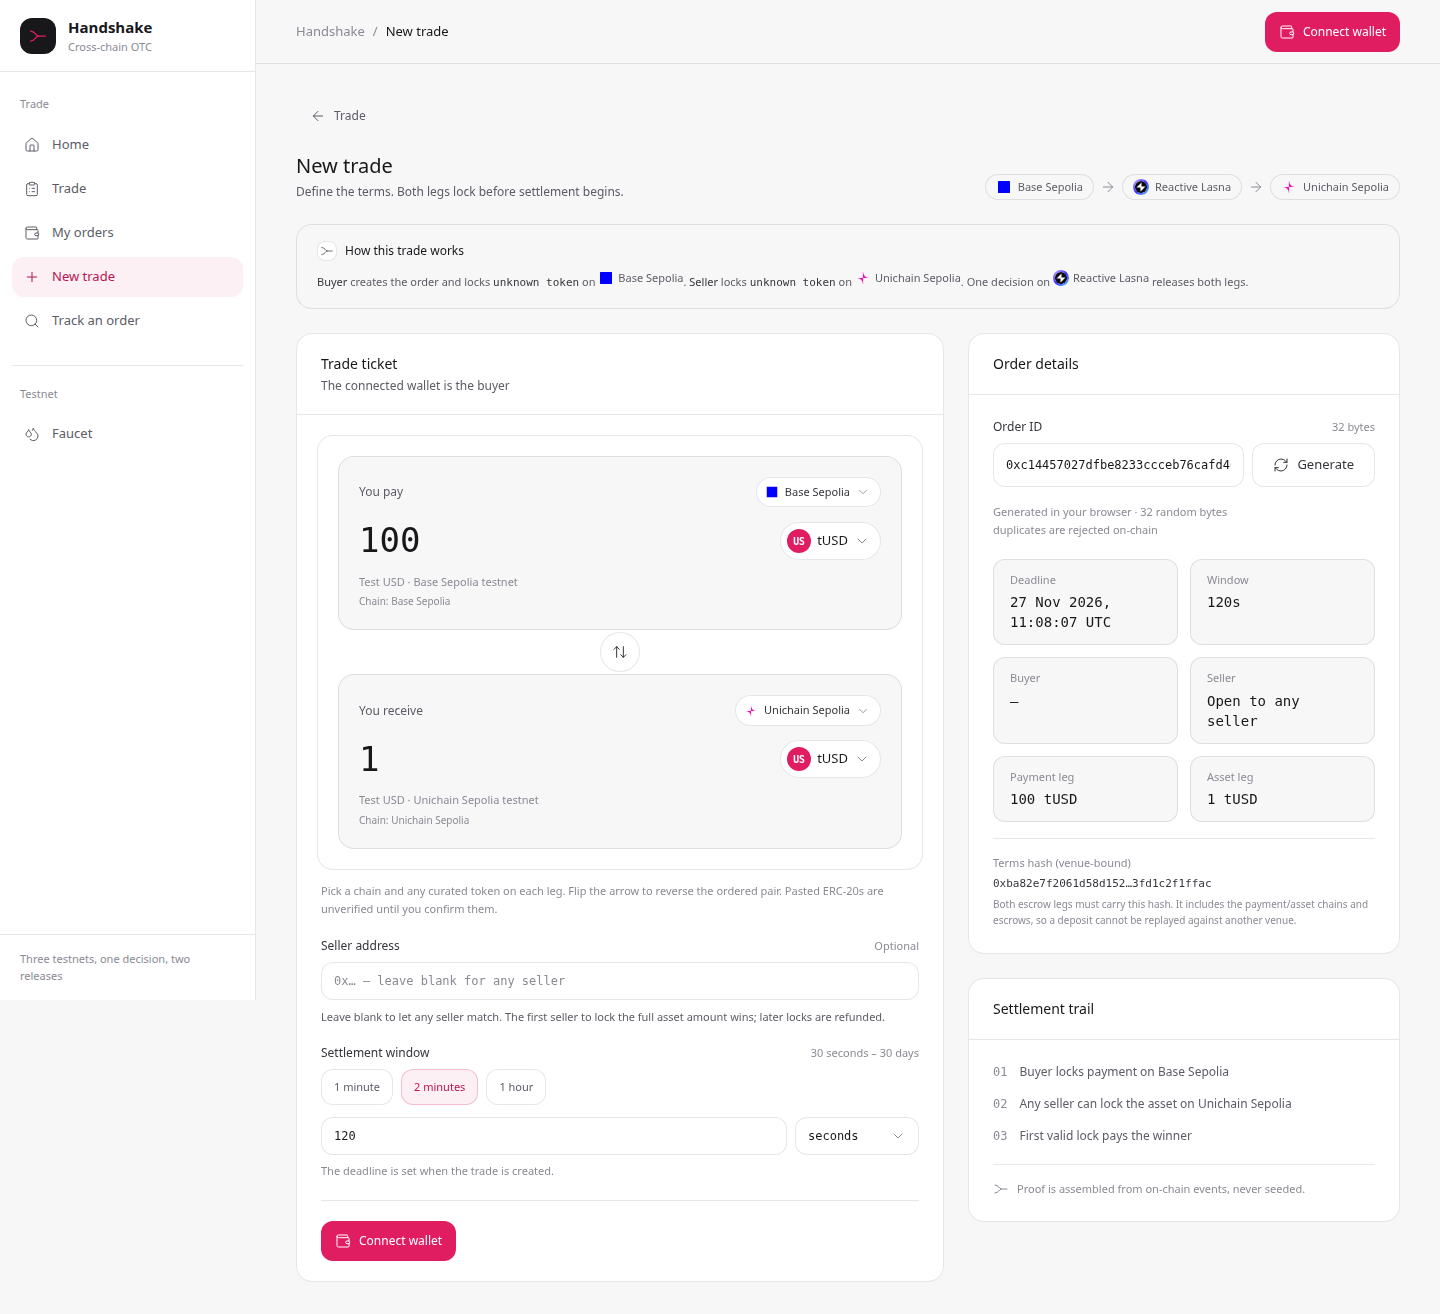 Handshake
Cross-chain OTC
Trade
Home
Trade
My orders
New trade
Track an order
Testnet
Faucet
Three testnets, one decision, two
releases
Handshake / New trade
Connect wallet
Trade
New trade
Define the terms. Both legs lock before settlement begins.
Base Sepolia
Reactive Lasna
Unichain Sepolia
How this trade works
Buyer creates the order and locks unknown token on Base Sepolia. Seller locks unknown token on Unichain Sepolia. One decision on Reactive Lasna releases both legs.
Trade ticket
The connected wallet is the buyer
You pay
Base Sepolia
100
US tUSD
Test USD · Base Sepolia testnet
Chain: Base Sepolia
You receive
Unichain Sepolia
1
US tUSD
Test USD · Unichain Sepolia testnet
Chain: Unichain Sepolia
Pick a chain and any curated token on each leg. Flip the arrow to reverse the ordered pair. Pasted ERC-20s are
unverified until you confirm them.
Seller address
Optional
0x… — leave blank for any seller
Leave blank to let any seller match. The first seller to lock the full asset amount wins; later locks are refunded.
Settlement window
30 seconds – 30 days
1 minute
2 minutes
1 hour
120
seconds
The deadline is set when the trade is created.
Connect wallet
Order details
Order ID
32 bytes
0xc14457027dfbe8233ccceb76cafd4
Generate
Generated in your browser · 32 random bytes
duplicates are rejected on-chain
Deadline
27 Nov 2026,
11:08:07 UTC
Window
120s
Buyer
—
Seller
Open to any
seller
Payment leg
100 tUSD
Asset leg
1 tUSD
Terms hash (venue-bound)
0xba82e7f2061d58d152…3fd1c2f1ffac
Both escrow legs must carry this hash. It includes the payment/asset chains and
escrows, so a deposit cannot be replayed against another venue.
Settlement trail
01 Buyer locks payment on Base Sepolia
02 Any seller can lock the asset on Unichain Sepolia
03 First valid lock pays the winner
Proof is assembled from on-chain events, never seeded.